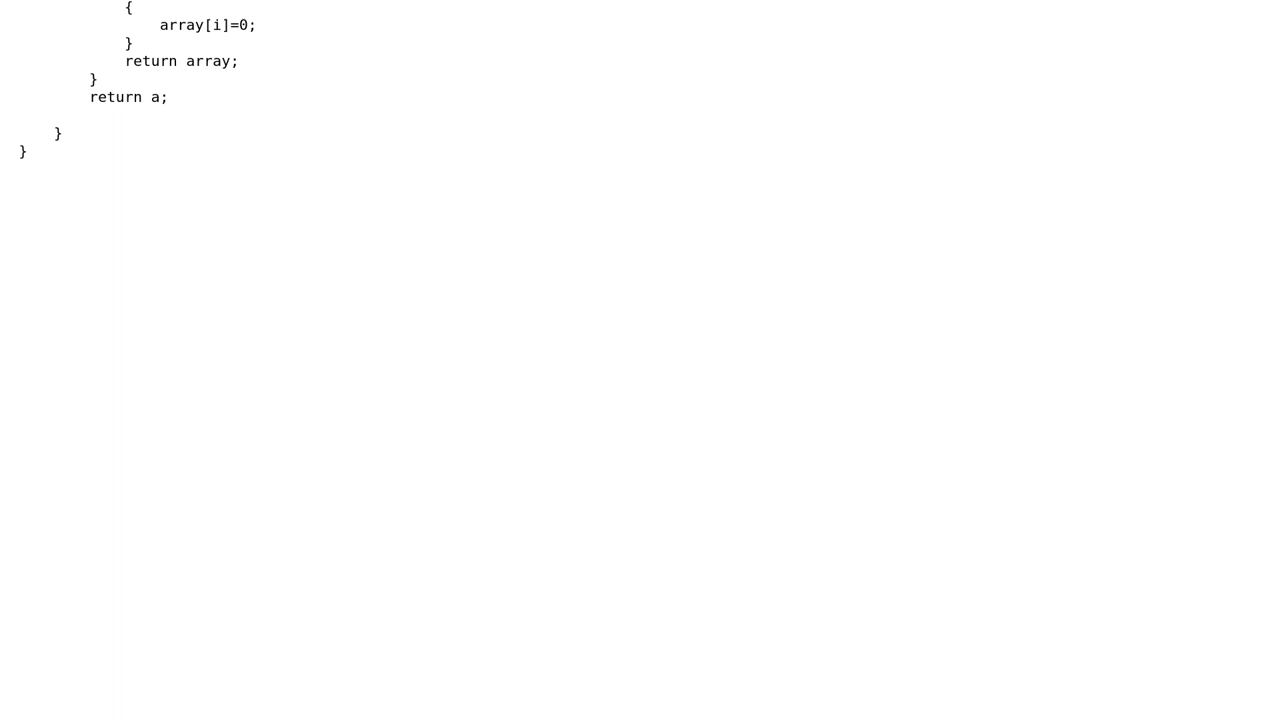 {
                array[i]=0;
            }
            return array;
        }
        return a;

    }
}